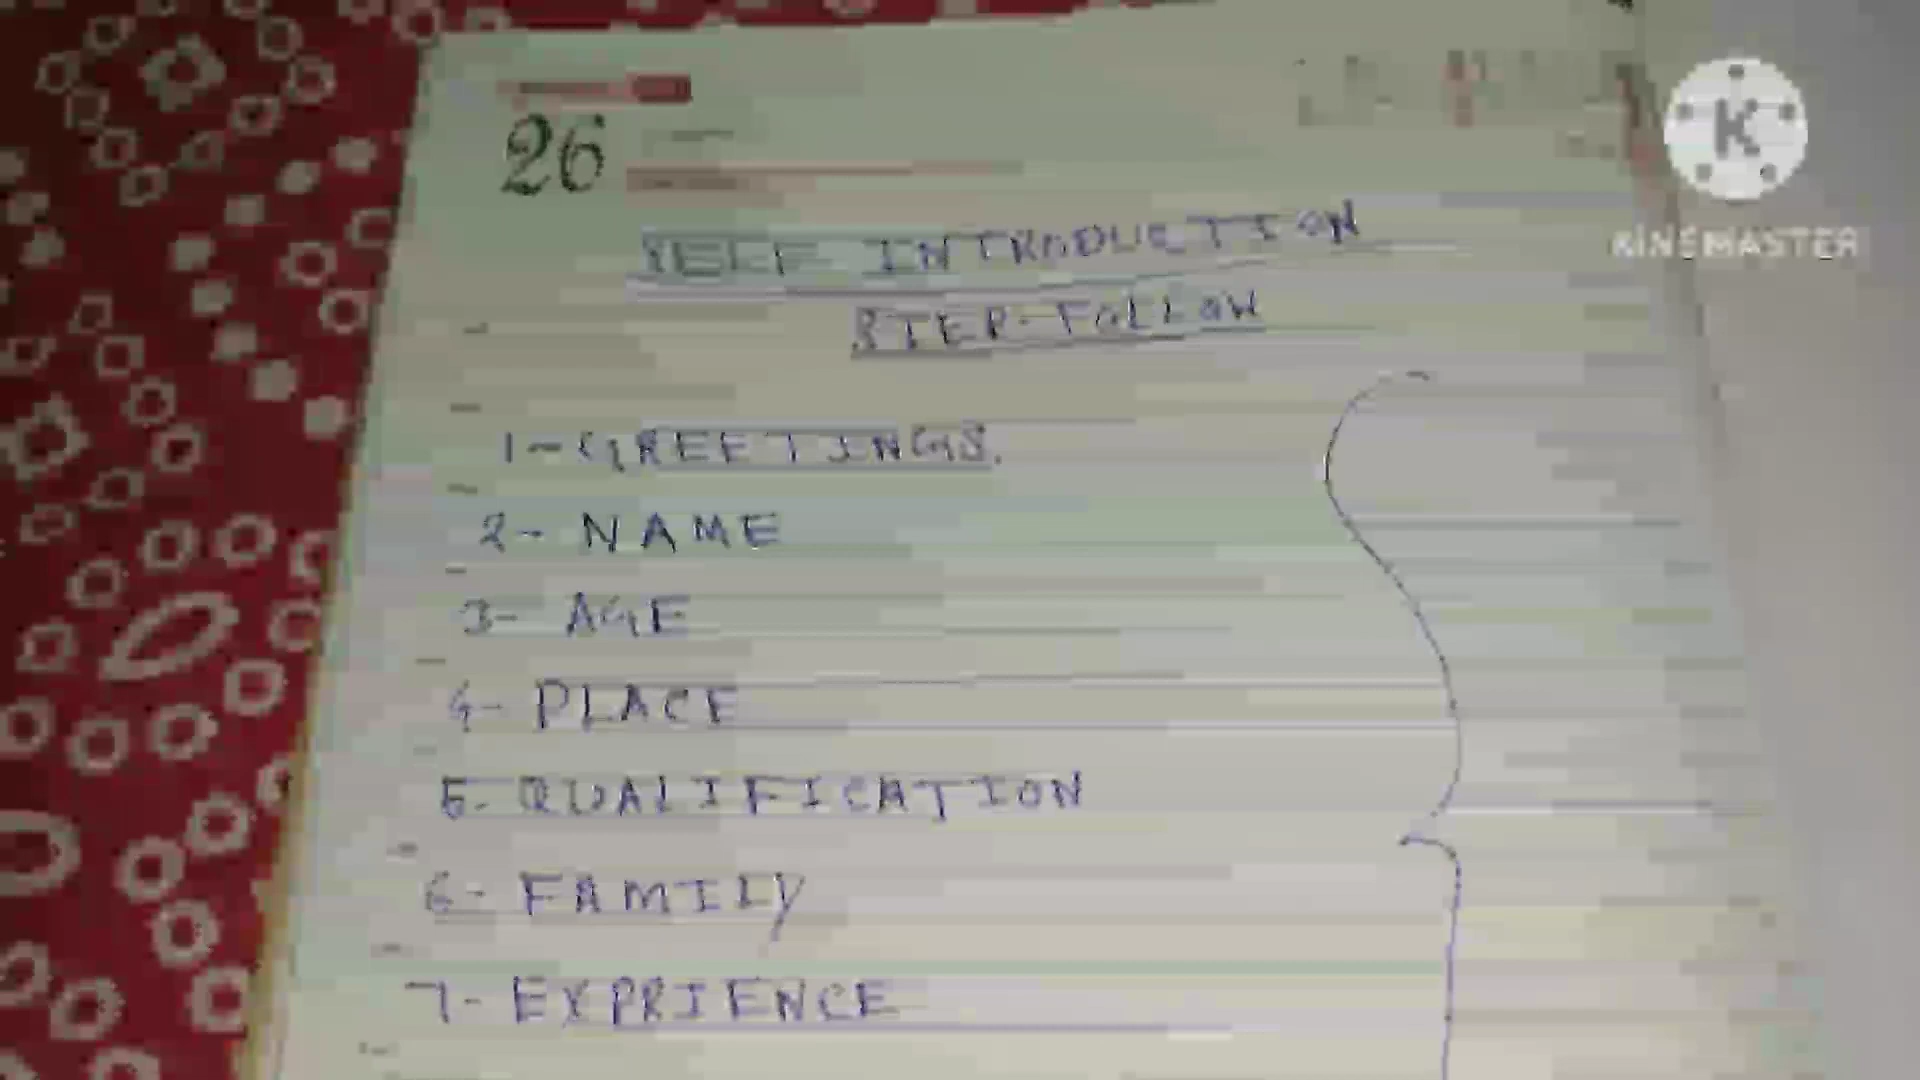 26
SELF INTRODUCTION
STEP-FOLLOW
1-GREETINGS.
2- NAME
3- AGE
4- PLACE
5- QUALIFICATION
6- FAMILY
7- EXPRIENCE
K
KINEMASTER